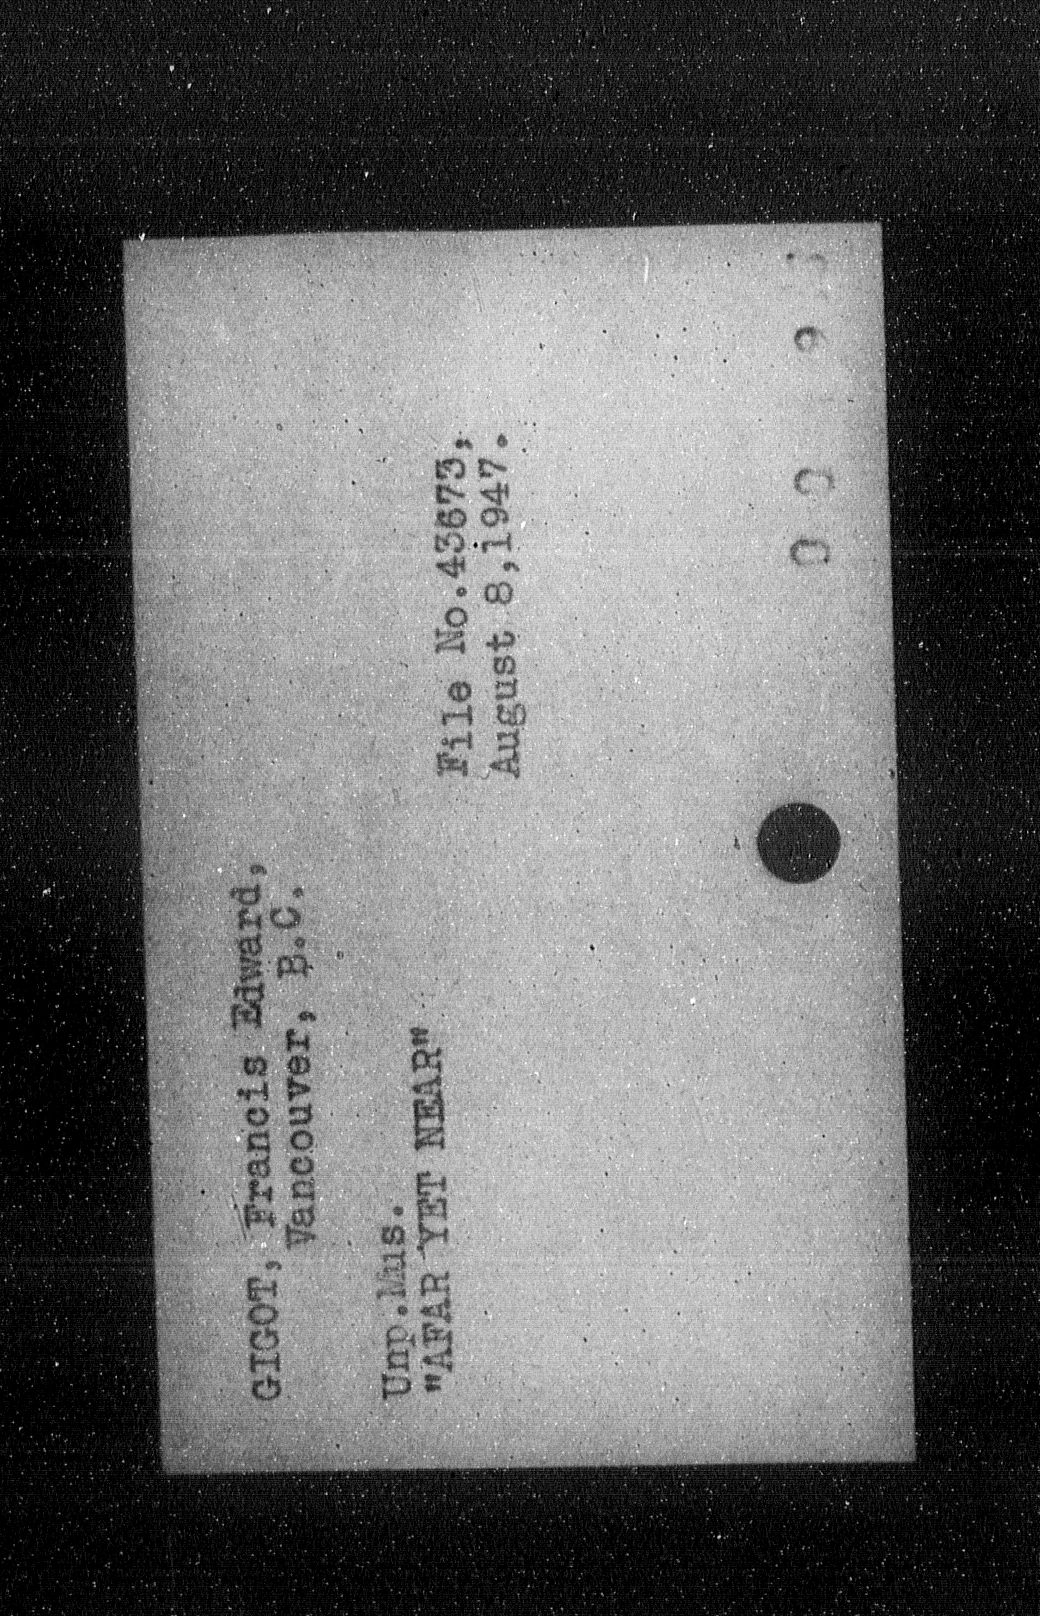 GIGOT, Francis Edward,
Vancouver, B.C.
Unp.Mus.
"AFAR YET NEAR"
File No.43673,
August 8,1947.